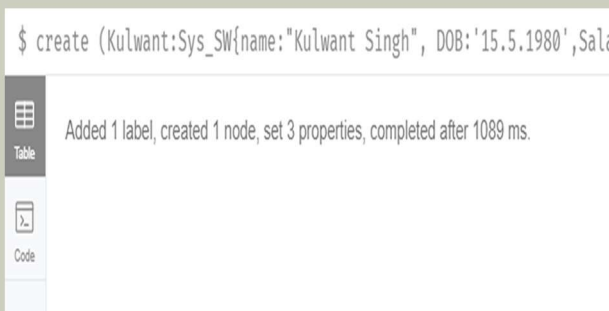 $ create (Kulwant:Sys_SW{name:"Kulwant Singh", DOB:'15.5.1980',Sala
Added 1 label, created 1 node, set 3 properties, completed after 1089 ms.
Table
Code